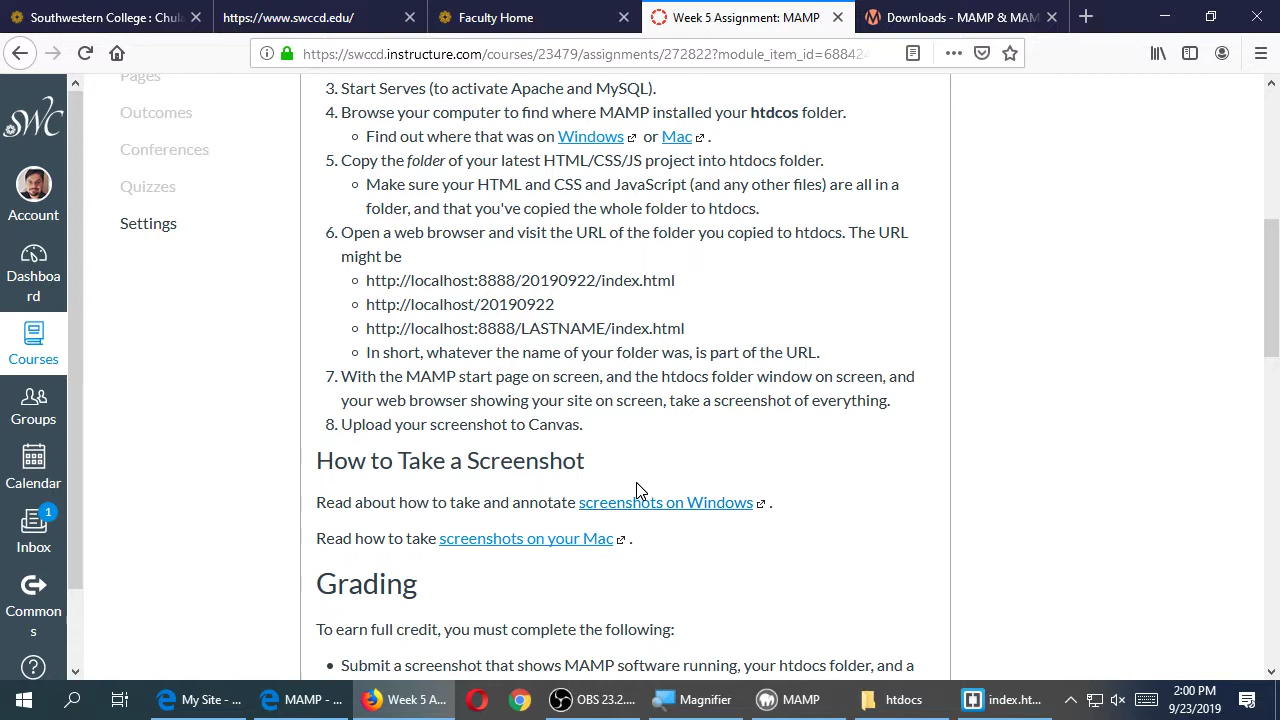 Southwestern College : Chul
https://www.swccd.edu/
Faculty Home
Week 5 Assignment: MAMP
Downloads - MAMP & MAM
https://swccd.instructure.com/courses/23479/assignments/272822?module_item_id=68842
SWC
Account
Dashboa
rd
Courses
Groups
Calendar
1
Inbox
Common
s
Pages
Outcomes
Conferences
Quizzes
Settings
3. Start Serves (to activate Apache and MySQL).
4. Browse your computer to find where MAMP installed your htdcos folder.
Find out where that was on Windows or Mac .
5. Copy the folder of your latest HTML/CSS/JS project into htdocs folder.
Make sure your HTML and CSS and JavaScript (and any other files) are all in a
folder, and that you've copied the whole folder to htdocs.
6. Open a web browser and visit the URL of the folder you copied to htdocs. The URL
might be
http://localhost:8888/20190922/index.html
http://localhost/20190922
http://localhost:8888/LASTNAME/index.html
In short, whatever the name of your folder was, is part of the URL.
7. With the MAMP start page on screen, and the htdocs folder window on screen, and
your web browser showing your site on screen, take a screenshot of everything.
8. Upload your screenshot to Canvas.
How to Take a Screenshot
Read about how to take and annotate screenshots on Windows .
Read how to take screenshots on your Mac .
Grading
To earn full credit, you must complete the following:
• Submit a screenshot that shows MAMP software running, your htdocs folder, and a
My Site - ...
MAMP - ...
Week 5 A...
OBS 23.2....
Magnifier
MAMP
htdocs
index.ht...
2:00 PM
9/23/2019